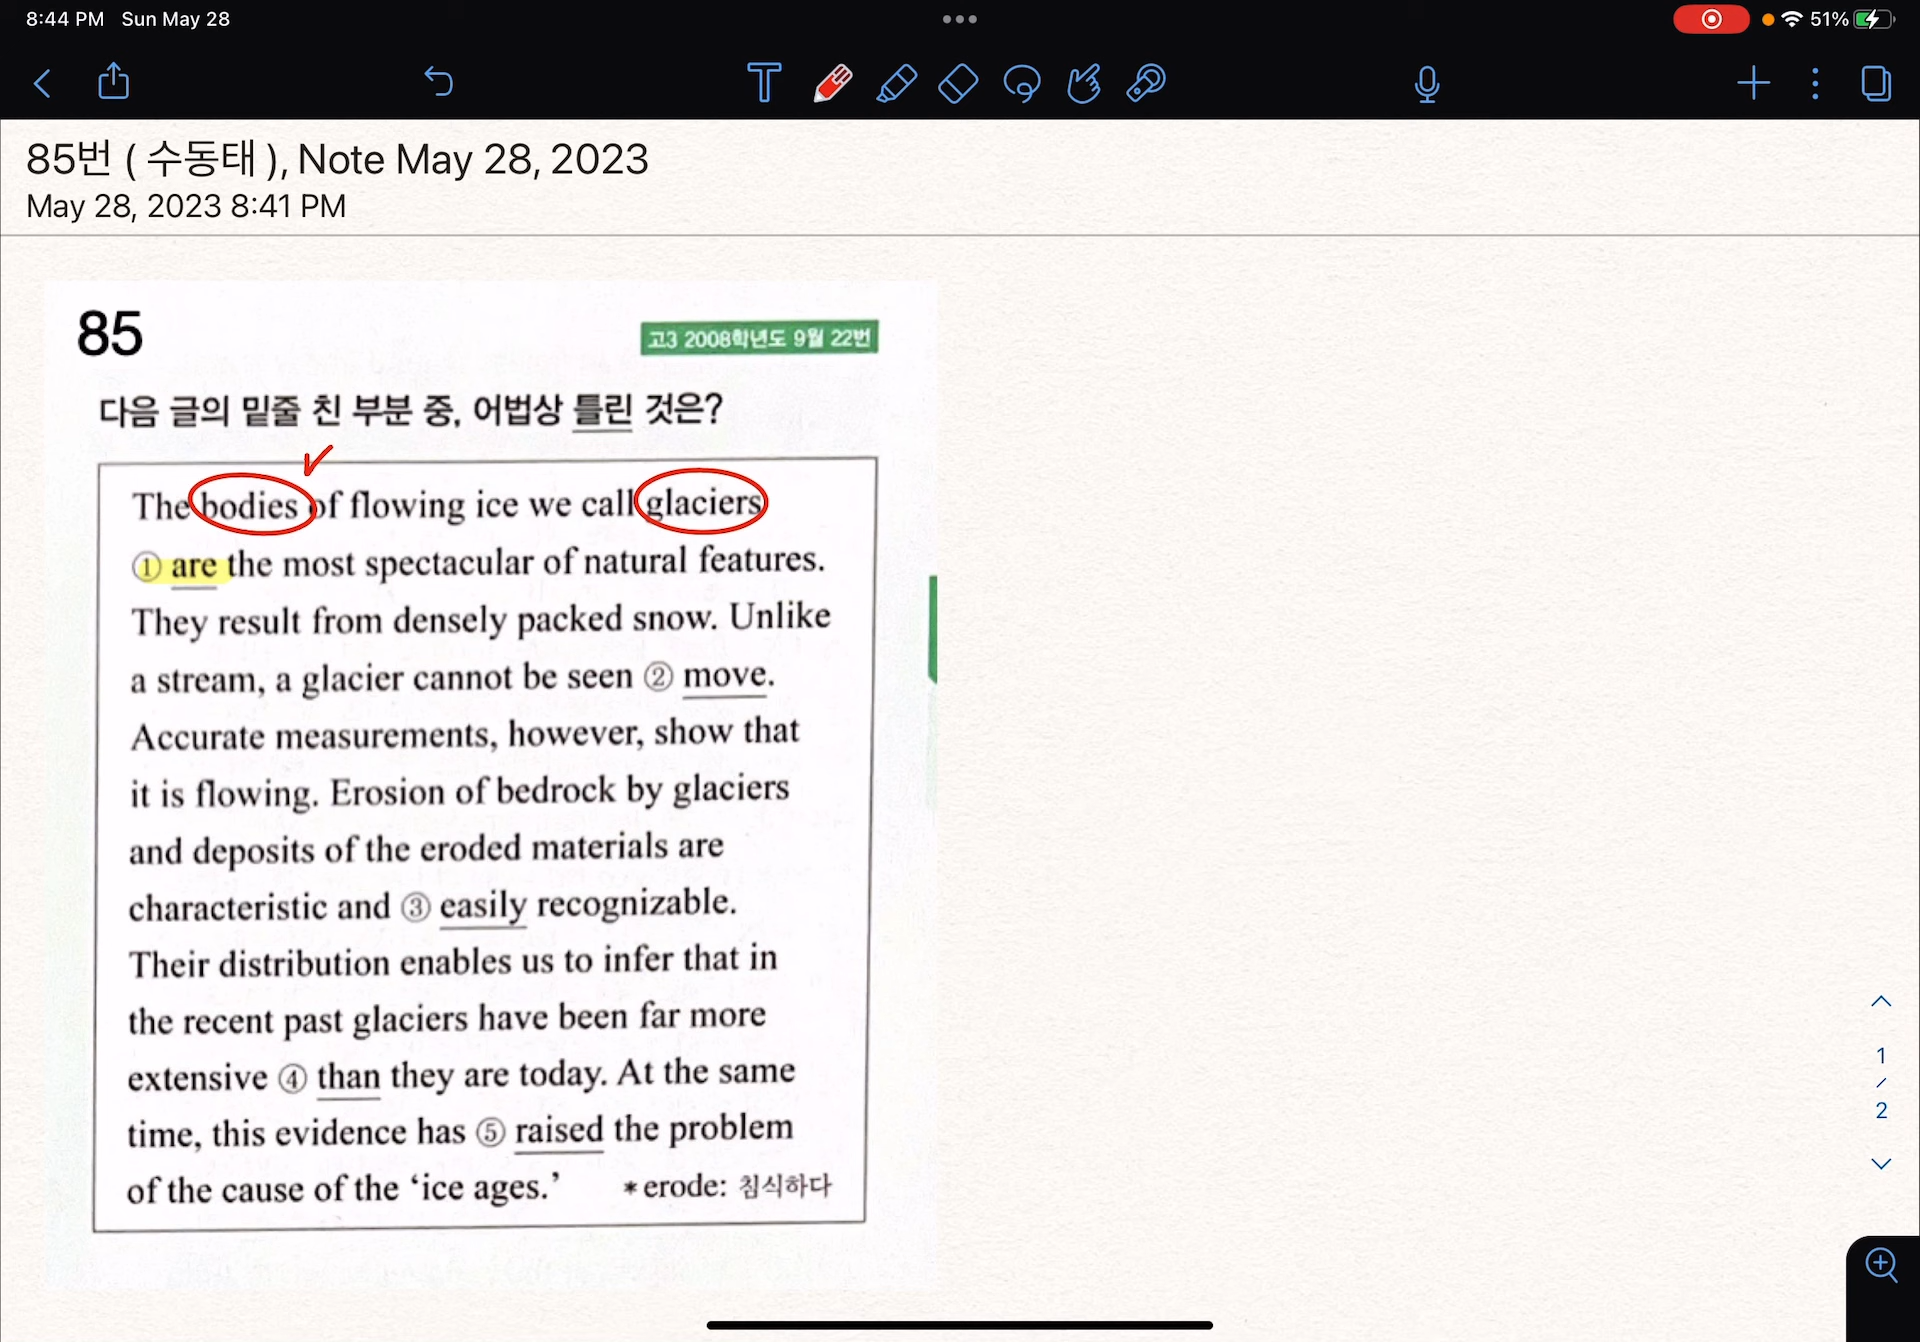 8:44 PM Sun May 28
51%
85번 ( 수동태 ), Note May 28, 2023
May 28, 2023 8:41 PM
85
고3 2008학년도 9월 22번
다음 글의 밑줄 친 부분 중, 어법상 틀린 것은?
The bodies of flowing ice we call glaciers
① are the most spectacular of natural features.
They result from densely packed snow. Unlike
a stream, a glacier cannot be seen ② move.
Accurate measurements, however, show that
it is flowing. Erosion of bedrock by glaciers
and deposits of the eroded materials are
characteristic and ③ easily recognizable.
Their distribution enables us to infer that in
the recent past glaciers have been far more
extensive ④ than they are today. At the same
time, this evidence has ⑤ raised the problem
of the cause of the ‘ice ages.’ *erode: 침식하다
1
/
2